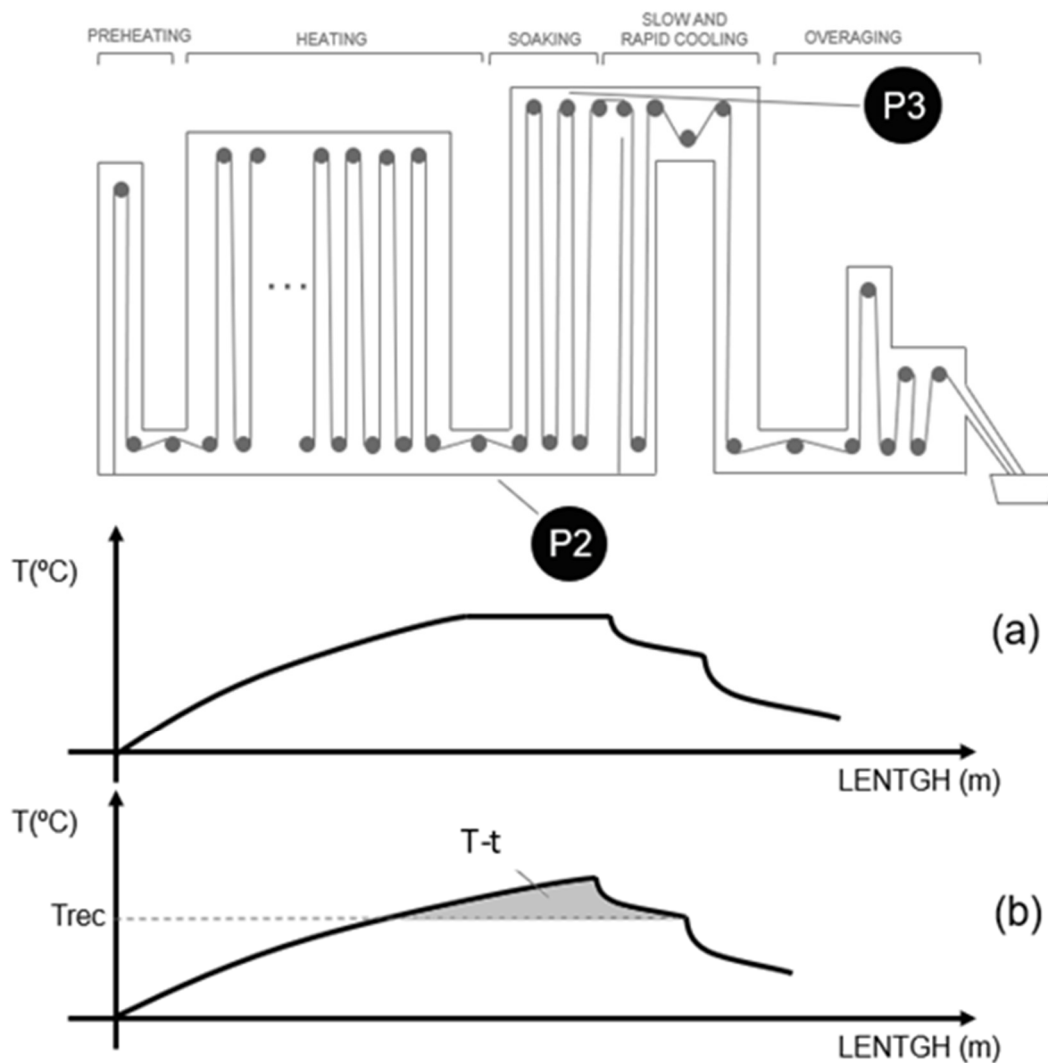 PREHEATING
HEATING
SOAKING
SLOW AND
RAPID COOLING
OVERAGING
P3
...
P2
T(ºC)
(a)
LENTGH (m)
T(ºC)
T-t
Trec
(b)
LENTGH (m)